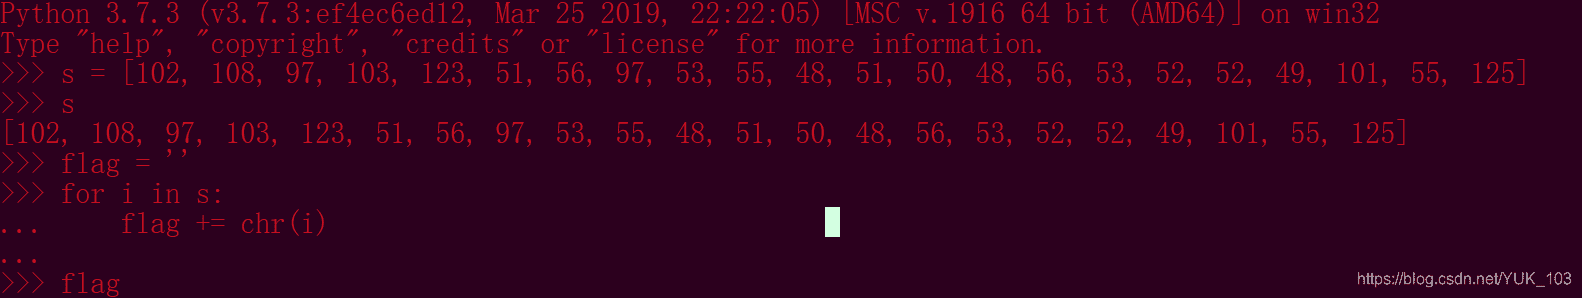 Python 3.7.3 (v3.7.3:ef4ec6ed12, Mar 25 2019, 22:22:05) [MSC v.1916 64 bit (AMD64)] on win32
Type "help", "copyright", "credits" or "license" for more information.
>>> s = [102, 108, 97, 103, 123, 51, 56, 97, 53, 55, 48, 51, 50, 48, 56, 53, 52, 52, 49, 101, 55, 125]
>>> s
[102, 108, 97, 103, 123, 51, 56, 97, 53, 55, 48, 51, 50, 48, 56, 53, 52, 52, 49, 101, 55, 125]
>>> flag = ''
>>> for i in s:
...     flag += chr(i)
...
>>> flag
https://blog.csdn.net/YUK_103